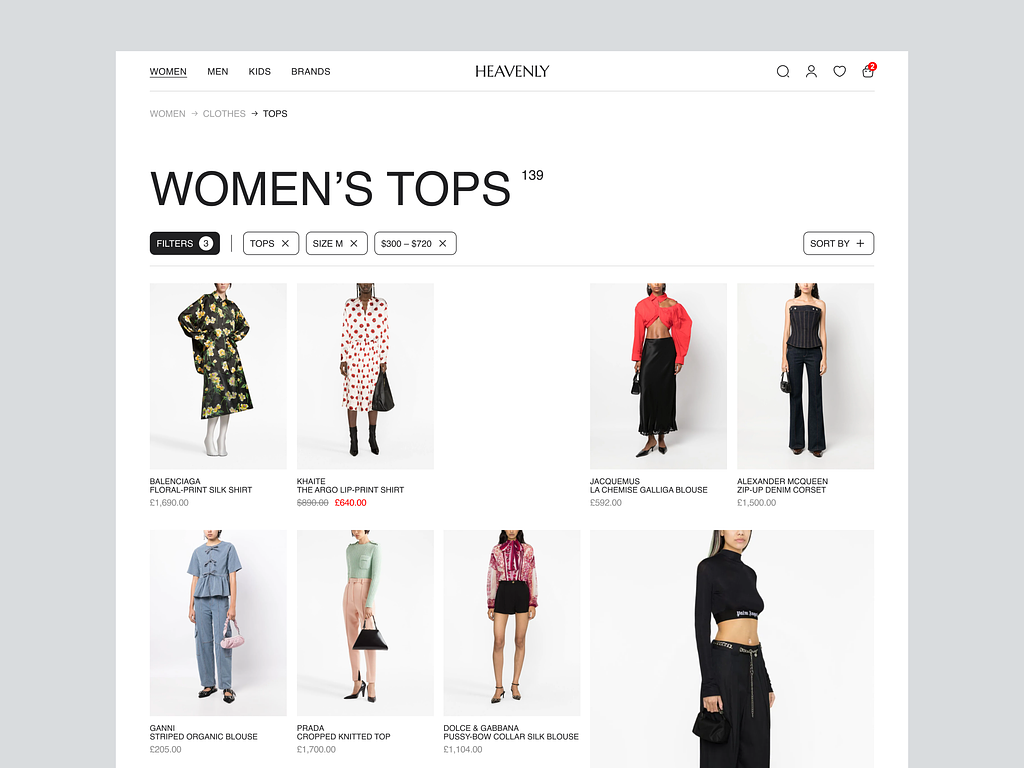 WOMEN MEN KIDS BRANDS HEAVENLY 2
WOMEN → CLOTHES → TOPS
WOMEN’S TOPS 139
FILTERS 3 TOPS × SIZE M × $300 – $720 × SORT BY +
BALENCIAGA
FLORAL-PRINT SILK SHIRT
£1,690.00
KHAITE
THE ARGO LIP-PRINT SHIRT
$890.00 £640.00
JACQUEMUS
LA CHEMISE GALLIGA BLOUSE
£592.00
ALEXANDER MCQUEEN
ZIP-UP DENIM CORSET
£1,500.00
Palm Angels
GANNI
STRIPED ORGANIC BLOUSE
£205.00
PRADA
CROPPED KNITTED TOP
£1,700.00
DOLCE & GABBANA
PUSSY-BOW COLLAR SILK BLOUSE
£1,104.00